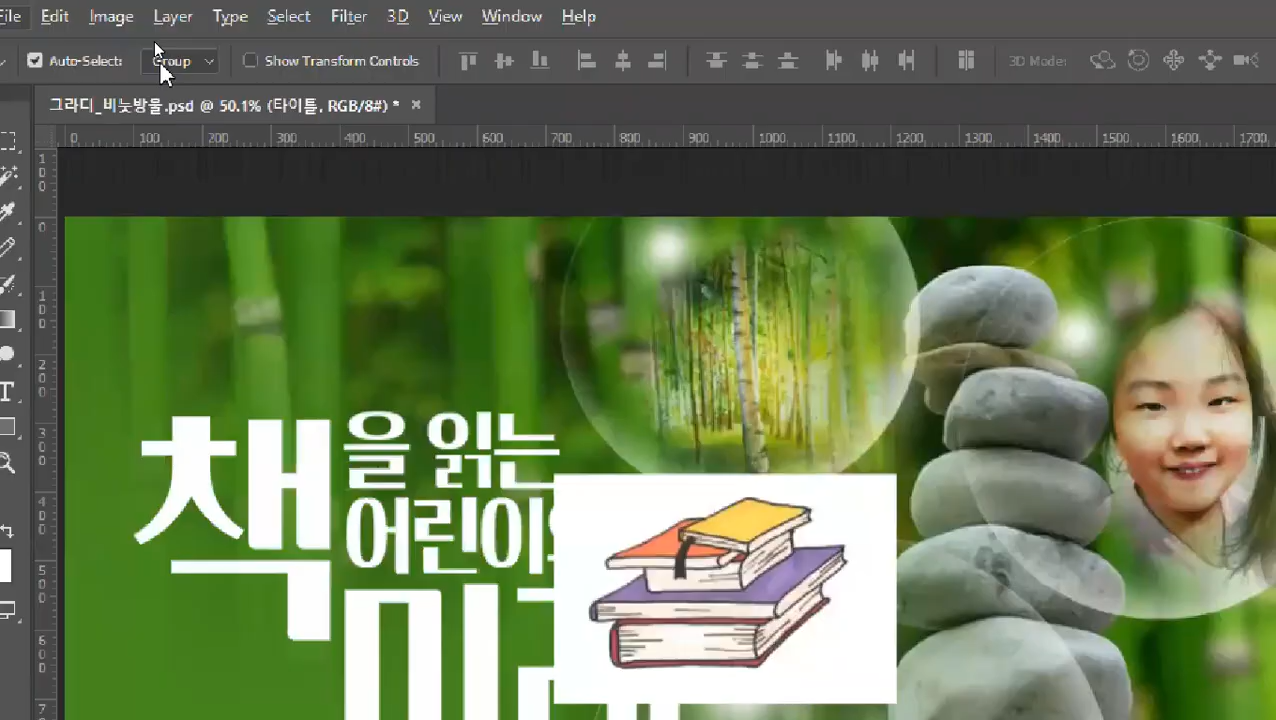 File Edit Image Layer Type Select Filter 3D View Window Help
Auto-Select: Group Show Transform Controls 3D Mode:
그라디_비눗방울.psd @ 50.1% (타이틀, RGB/8#) *
0 100 200 300 400 500 600 700 800 900 1000 1100 1200 1300 1400 1500 1600 1700
100
0
100
200
300
400
500
600
책을 읽는
어린이